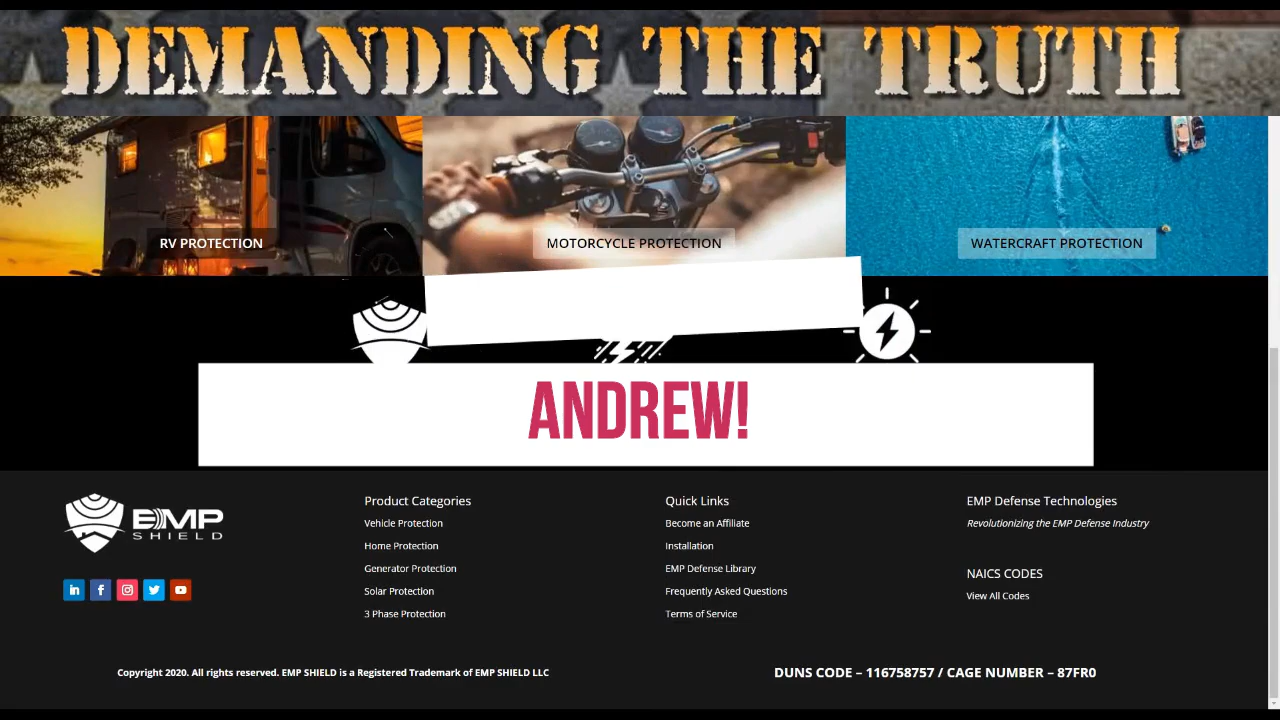 DEMANDING THE TRUTH
RV PROTECTION
MOTORCYCLE PROTECTION
WATERCRAFT PROTECTION
ANDREW!
EMP
SHIELD
Product Categories
Vehicle Protection
Home Protection
Generator Protection
Solar Protection
3 Phase Protection
Quick Links
Become an Affiliate
Installation
EMP Defense Library
Frequently Asked Questions
Terms of Service
EMP Defense Technologies
Revolutionizing the EMP Defense Industry
NAICS CODES
View All Codes
Copyright 2020. All rights reserved. EMP SHIELD is a Registered Trademark of EMP SHIELD LLC
DUNS CODE – 116758757 / CAGE NUMBER – 87FR0